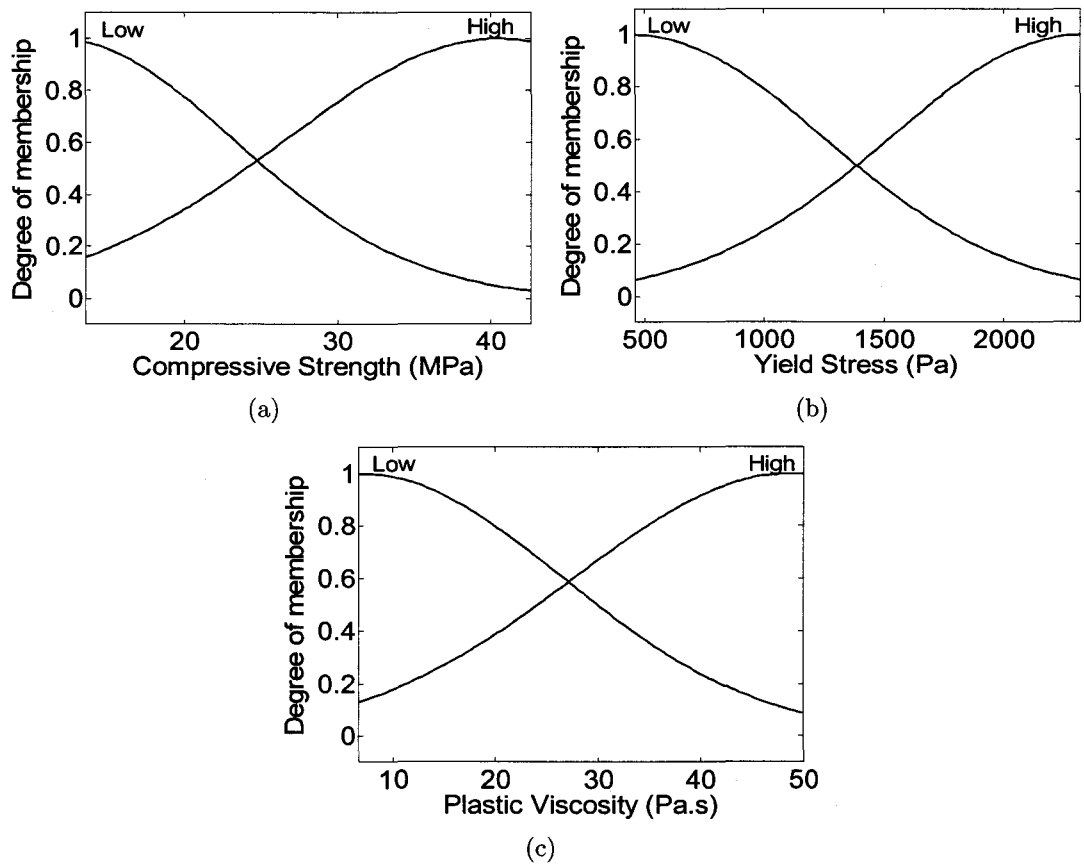 Low High
1
0.8
0.6
0.4
0.2
0
Degree of membership
20 30 40
Compressive Strength (MPa)
(a)
Low High
1
0.8
0.6
0.4
0.2
0
Degree of membership
500 1000 1500 2000
Yield Stress (Pa)
(b)
Low High
1
0.8
0.6
0.4
0.2
0
Degree of membership
10 20 30 40 50
Plastic Viscosity (Pa.s)
(c)